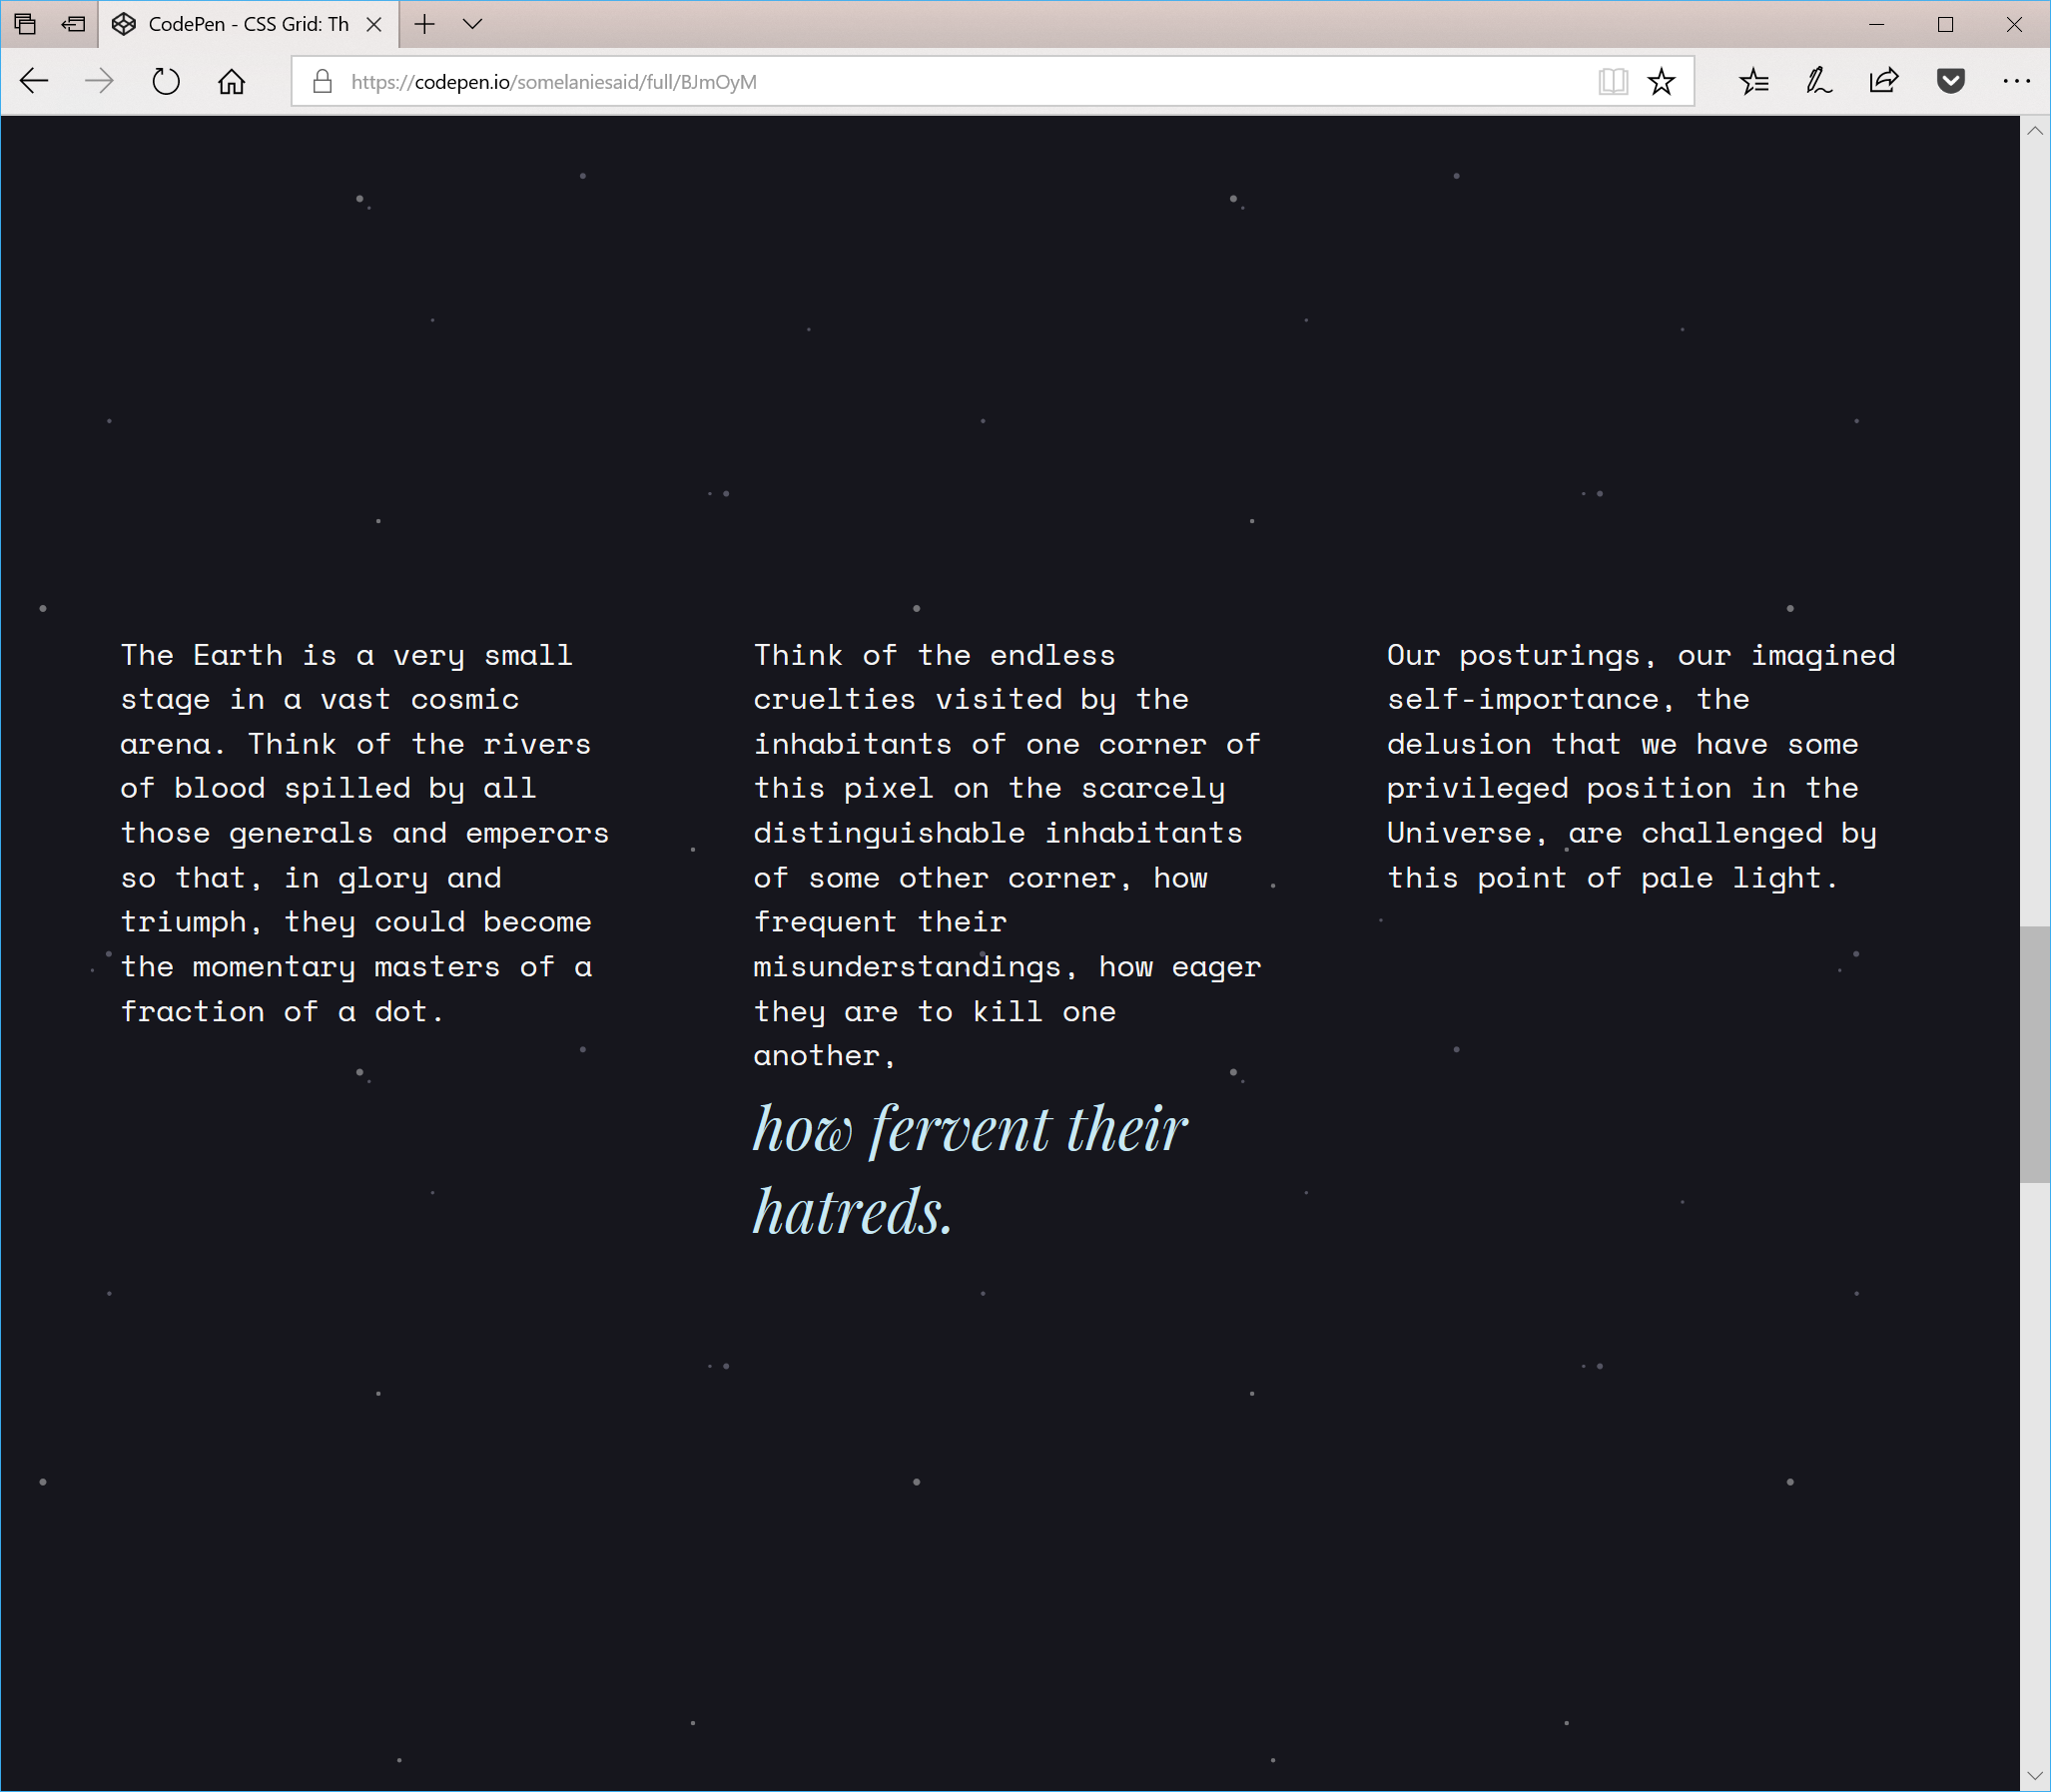 CodePen - CSS Grid: Th
https://codepen.io/somelaniesaid/full/BJmOyM
The Earth is a very small
stage in a vast cosmic
arena. Think of the rivers
of blood spilled by all
those generals and emperors
so that, in glory and
triumph, they could become
the momentary masters of a
fraction of a dot.
Think of the endless
cruelties visited by the
inhabitants of one corner of
this pixel on the scarcely
distinguishable inhabitants
of some other corner, how
frequent their
misunderstandings, how eager
they are to kill one
another,
how fervent their
hatreds.
Our posturings, our imagined
self-importance, the
delusion that we have some
privileged position in the
Universe, are challenged by
this point of pale light.